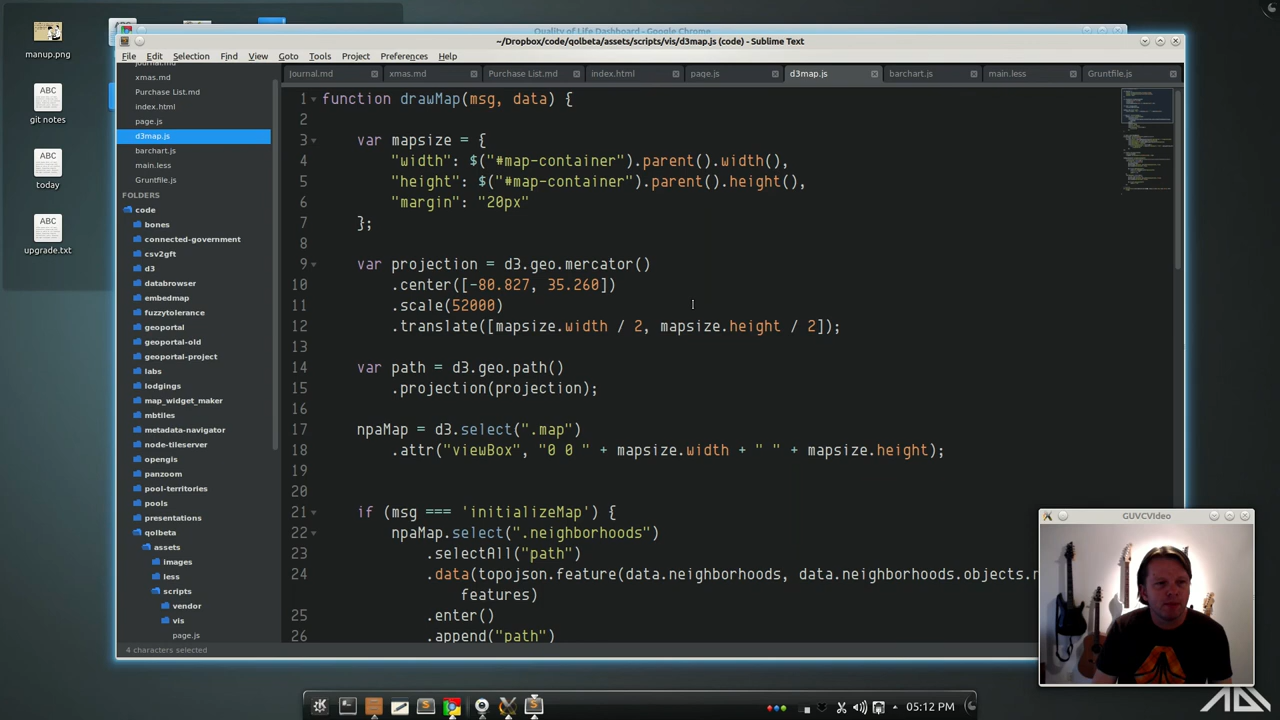 manup.png
ABC
git notes
ABC
today
ABC
upgrade.txt
Quality of Life Dashboard - Google Chrome
~/Dropbox/code/qolbeta/assets/scripts/vis/d3map.js (code) - Sublime Text
File Edit Selection Find View Goto Tools Project Preferences Help
journal.md
xmas.md
Purchase List.md
index.html
page.js
d3map.js
barchart.js
main.less
Gruntfile.js
FOLDERS
code
bones
connected-government
csv2gft
d3
databrowser
embedmap
fuzzytolerance
geoportal
geoportal-old
geoportal-project
labs
lodgings
map_widget_maker
mbtiles
metadata-navigator
node-tileserver
opengis
panzoom
pool-territories
pools
presentations
qolbeta
assets
images
less
scripts
vendor
vis
page.js
4 characters selected
Journal.md xmas.md Purchase List.md index.html page.js d3map.js barchart.js main.less Gruntfile.js
1 function drawMap(msg, data) {
2
3 var mapsize = {
4 "width": $("#map-container").parent().width(),
5 "height": $("#map-container").parent().height(),
6 "margin": "20px"
7 };
8
9 var projection = d3.geo.mercator()
10 .center([-80.827, 35.260])
11 .scale(52000)
12 .translate([mapsize.width / 2, mapsize.height / 2]);
13
14 var path = d3.geo.path()
15 .projection(projection);
16
17 npaMap = d3.select(".map")
18 .attr("viewBox", "0 0 " + mapsize.width + " " + mapsize.height);
19
20
21 if (msg === 'initializeMap') {
22 npaMap.select(".neighborhoods")
23 .selectAll("path")
24 .data(topojson.feature(data.neighborhoods, data.neighborhoods.objects.
features)
25 .enter()
26 .append("path")
GUVCVideo
05:12 PM